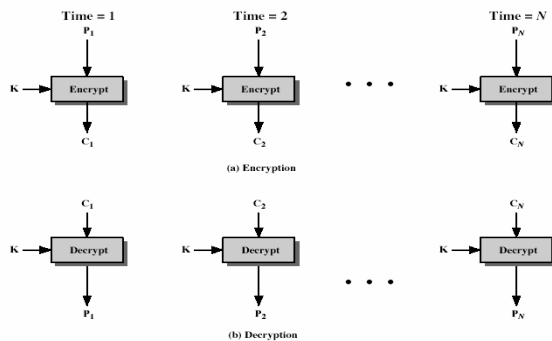 Time = 1 Time = 2 Time = N
P1 P2 PN
K Encrypt K Encrypt K Encrypt
C1 C2 CN
(a) Encryption
C1 C2 CN
K Decrypt K Decrypt K Decrypt
P1 P2 PN
(b) Decryption